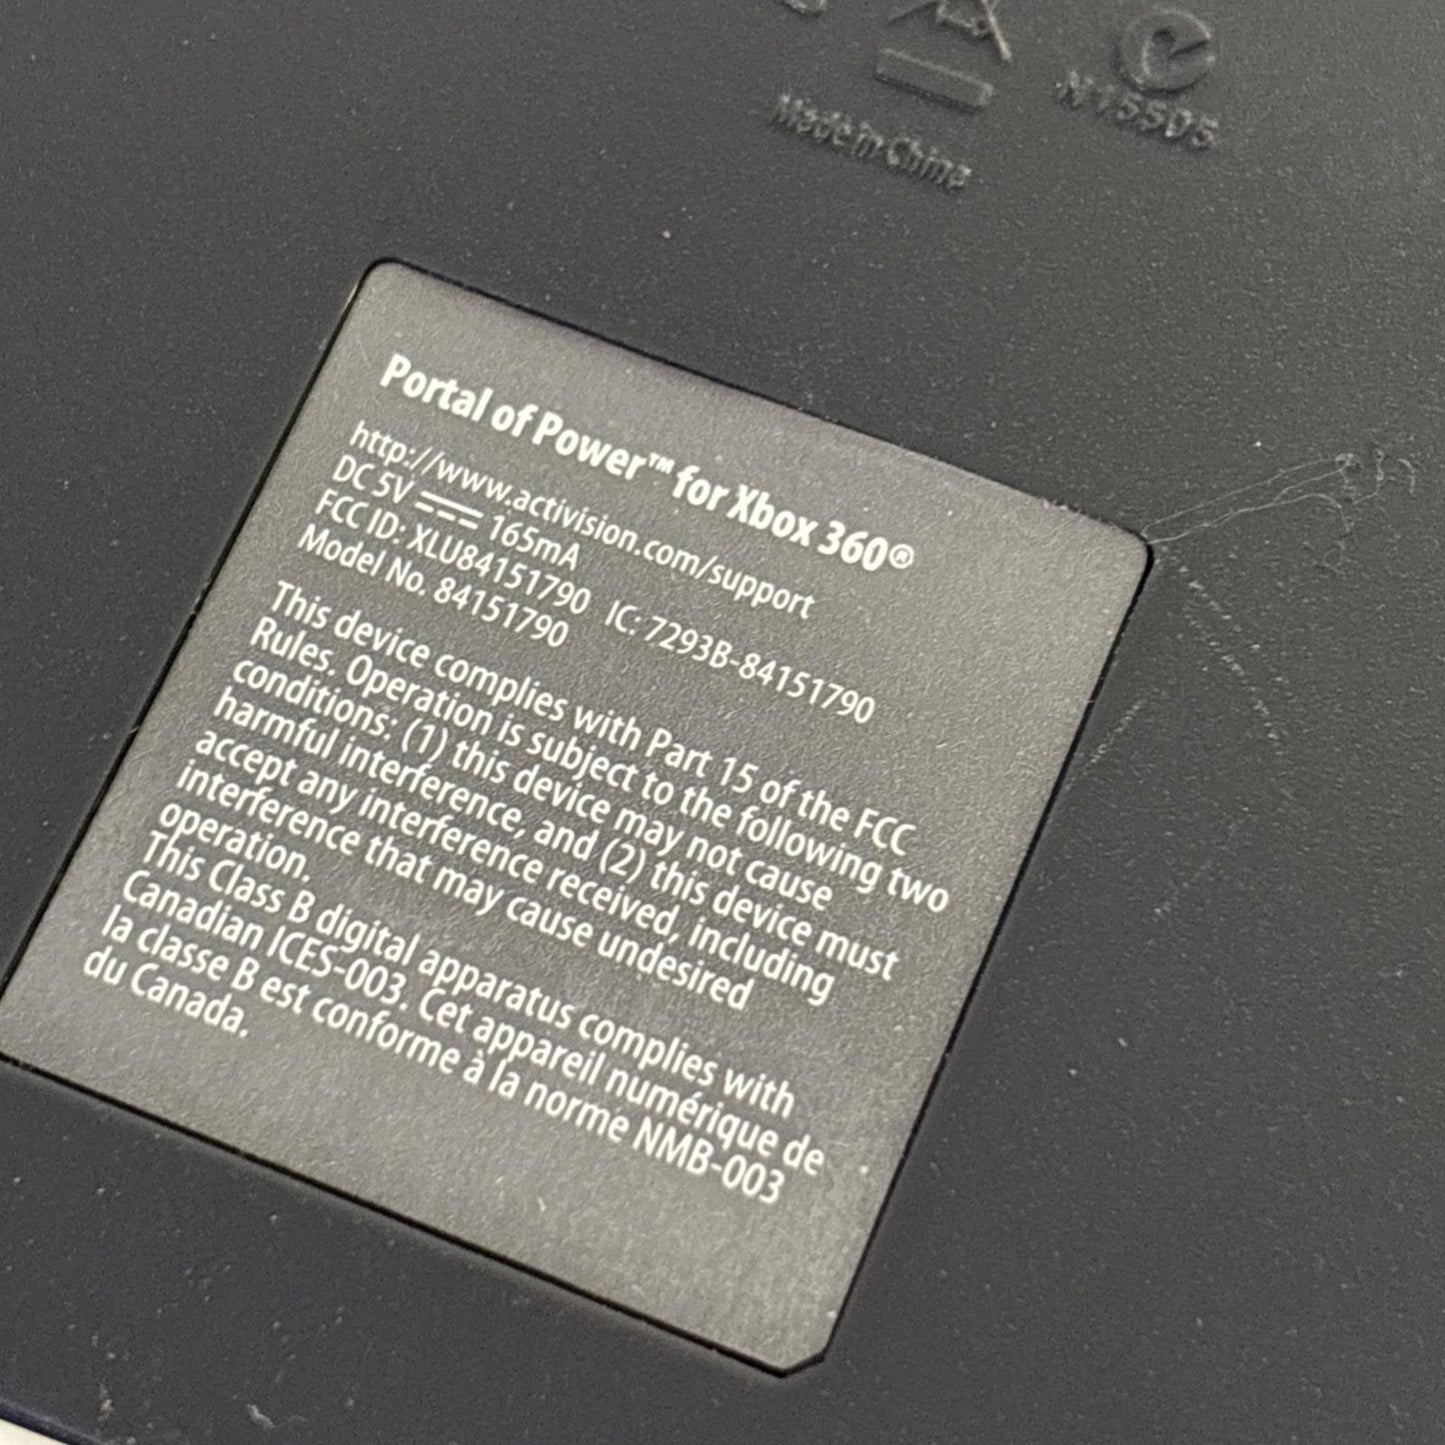 Made in China
N15505
Portal of Power™ for Xbox 360®
http://www.activision.com/support
DC 5V ⎓ 165mA
FCC ID: XLU84151790 IC: 7293B-84151790
Model No. 84151790
This device complies with Part 15 of the FCC
Rules. Operation is subject to the following two
conditions: (1) this device may not cause
harmful interference, and (2) this device must
accept any interference received, including
interference that may cause undesired
operation.
This Class B digital apparatus complies with
Canadian ICES-003. Cet appareil numérique de
la classe B est conforme à la norme NMB-003
du Canada.